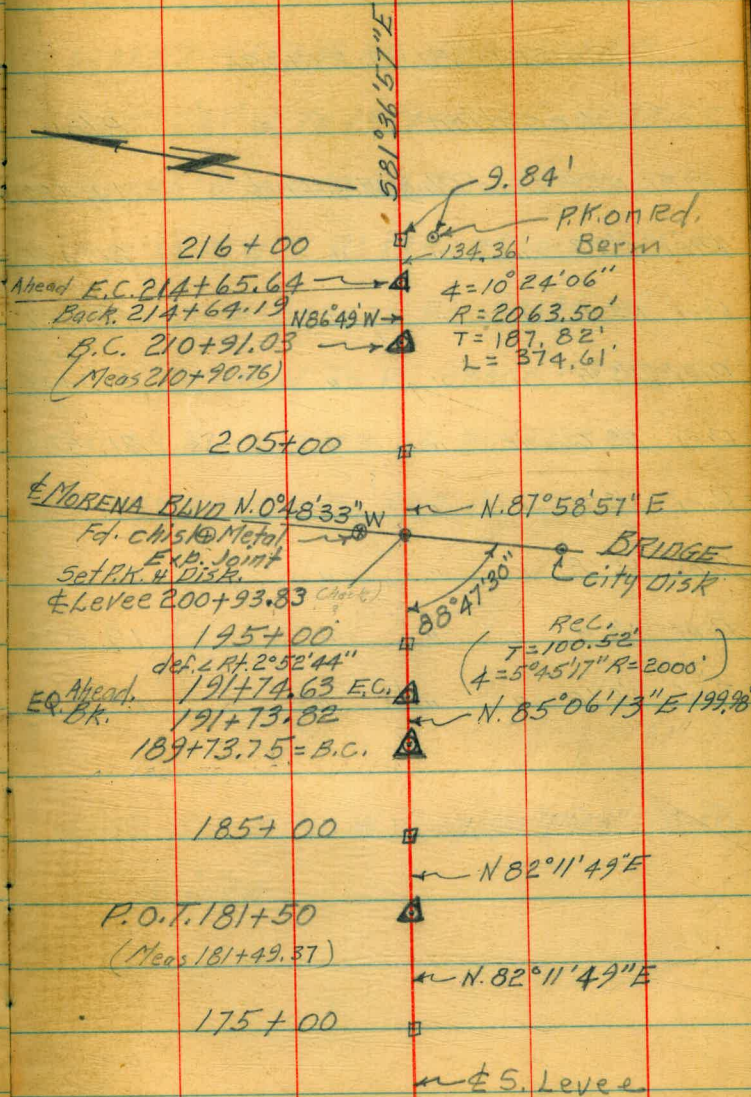 S81°36'57"E
9.84'
P.K. on Rd.
Berm
216+00
134.36'
Ahead E.C. 214+65.64
Back. 214+64.19
N86°49'W
∆=10°24'06"
R=2063.50'
T=187.82'
L=374.61'
B.C. 210+91.03
(Meas 210+90.76)
205+00
℄ MORENA BLVD N.0°48'33"W
N.87°58'57"E
Fd. chisl ⊕ Metal
Exp. Joint
BRIDGE
City Disk
Set P.K. & Disk.
℄ Levee 200+93.83
88°47'30"
195+00
Rec.
T=100.52'
∆=5°45'17" R=2000'
def. ∠ Rt. 2°52'44"
EQ. Ahead. 191+74.63 E.C.
Bk. 191+73.82
N. 85°06'13"E 199.98
189+73.75 = B.C.
185+00
N 82°11'49"E
P.O.T. 181+50
(Meas 181+49.37)
N. 82°11'49"E
175+00
℄ S. Levee